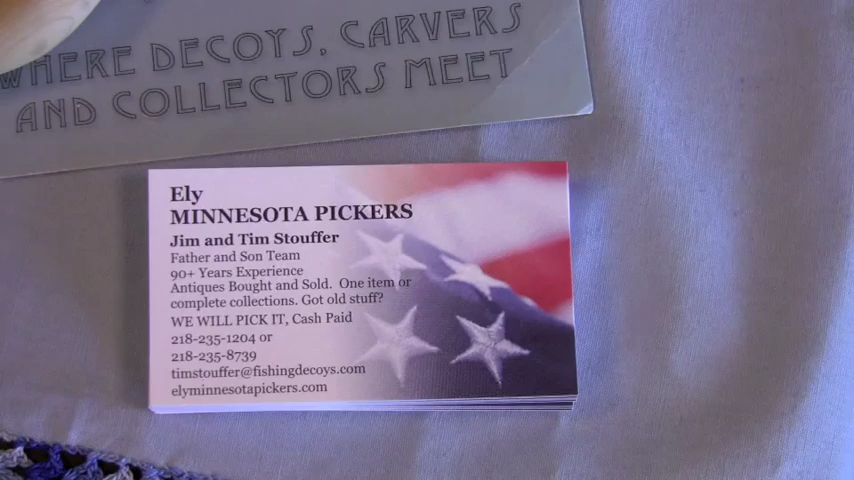 WHERE DECOYS, CARVERS
AND COLLECTORS MEET
Ely
MINNESOTA PICKERS
Jim and Tim Stouffer
Father and Son Team
90+ Years Experience
Antiques Bought and Sold. One item or
complete collections. Got old stuff?
WE WILL PICK IT, Cash Paid
218-235-1204 or
218-235-8739
timstouffer@fishingdecoys.com
elyminnesotapickers.com